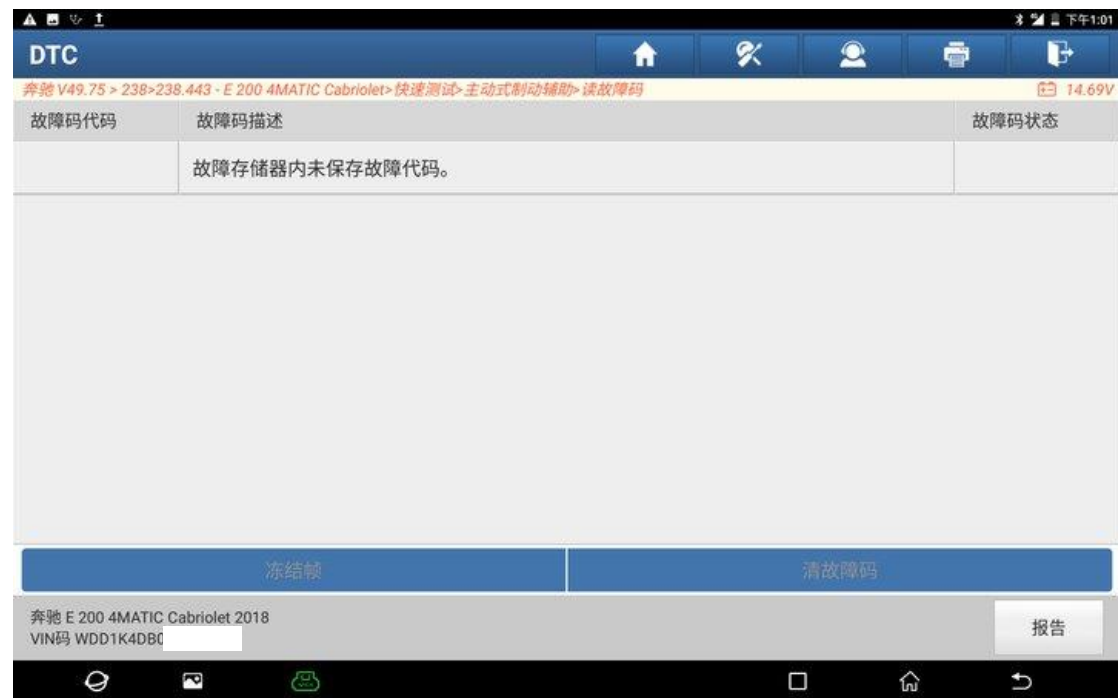 下午1:01
DTC
奔驰 V49.75 > 238>238.443 - E 200 4MATIC Cabriolet>快速测试>主动式制动辅助>读故障码
14.69V
故障码代码 故障码描述 故障码状态
故障存储器内未保存故障代码。
冻结帧 清故障码
奔驰 E 200 4MATIC Cabriolet 2018
VIN码 WDD1K4DB0
报告